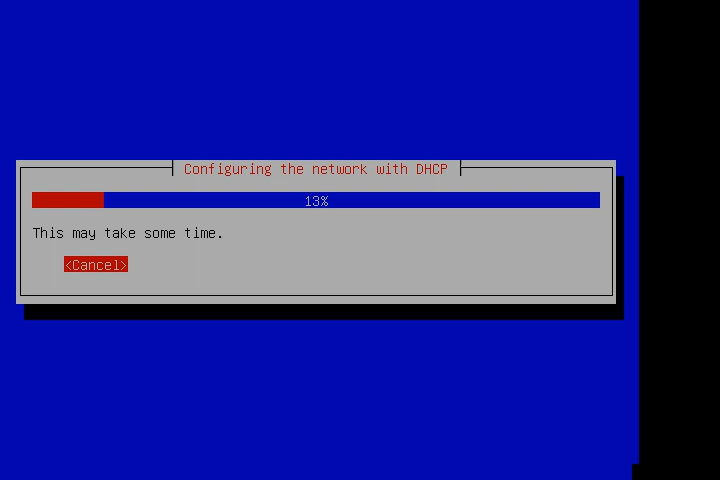 Configuring the network with DHCP
13%
This may take some time.
<Cancel>